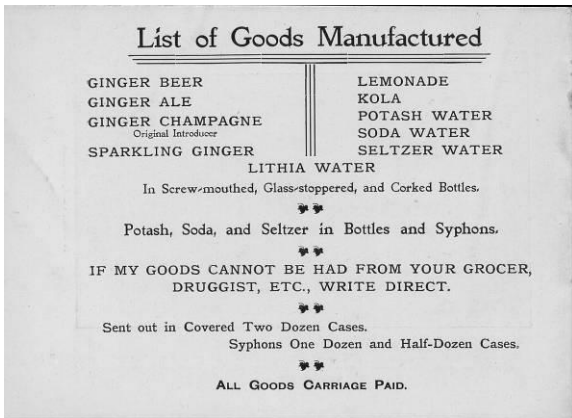 List of Goods Manufactured
GINGER BEER
GINGER ALE
GINGER CHAMPAGNE
Original Introducer
SPARKLING GINGER
LEMONADE
KOLA
POTASH WATER
SODA WATER
SELTZER WATER
LITHIA WATER
In Screw-mouthed, Glass-stoppered, and Corked Bottles.
Potash, Soda, and Seltzer in Bottles and Syphons.
IF MY GOODS CANNOT BE HAD FROM YOUR GROCER,
DRUGGIST, ETC., WRITE DIRECT.
Sent out in Covered Two Dozen Cases.
Syphons One Dozen and Half-Dozen Cases.
ALL GOODS CARRIAGE PAID.